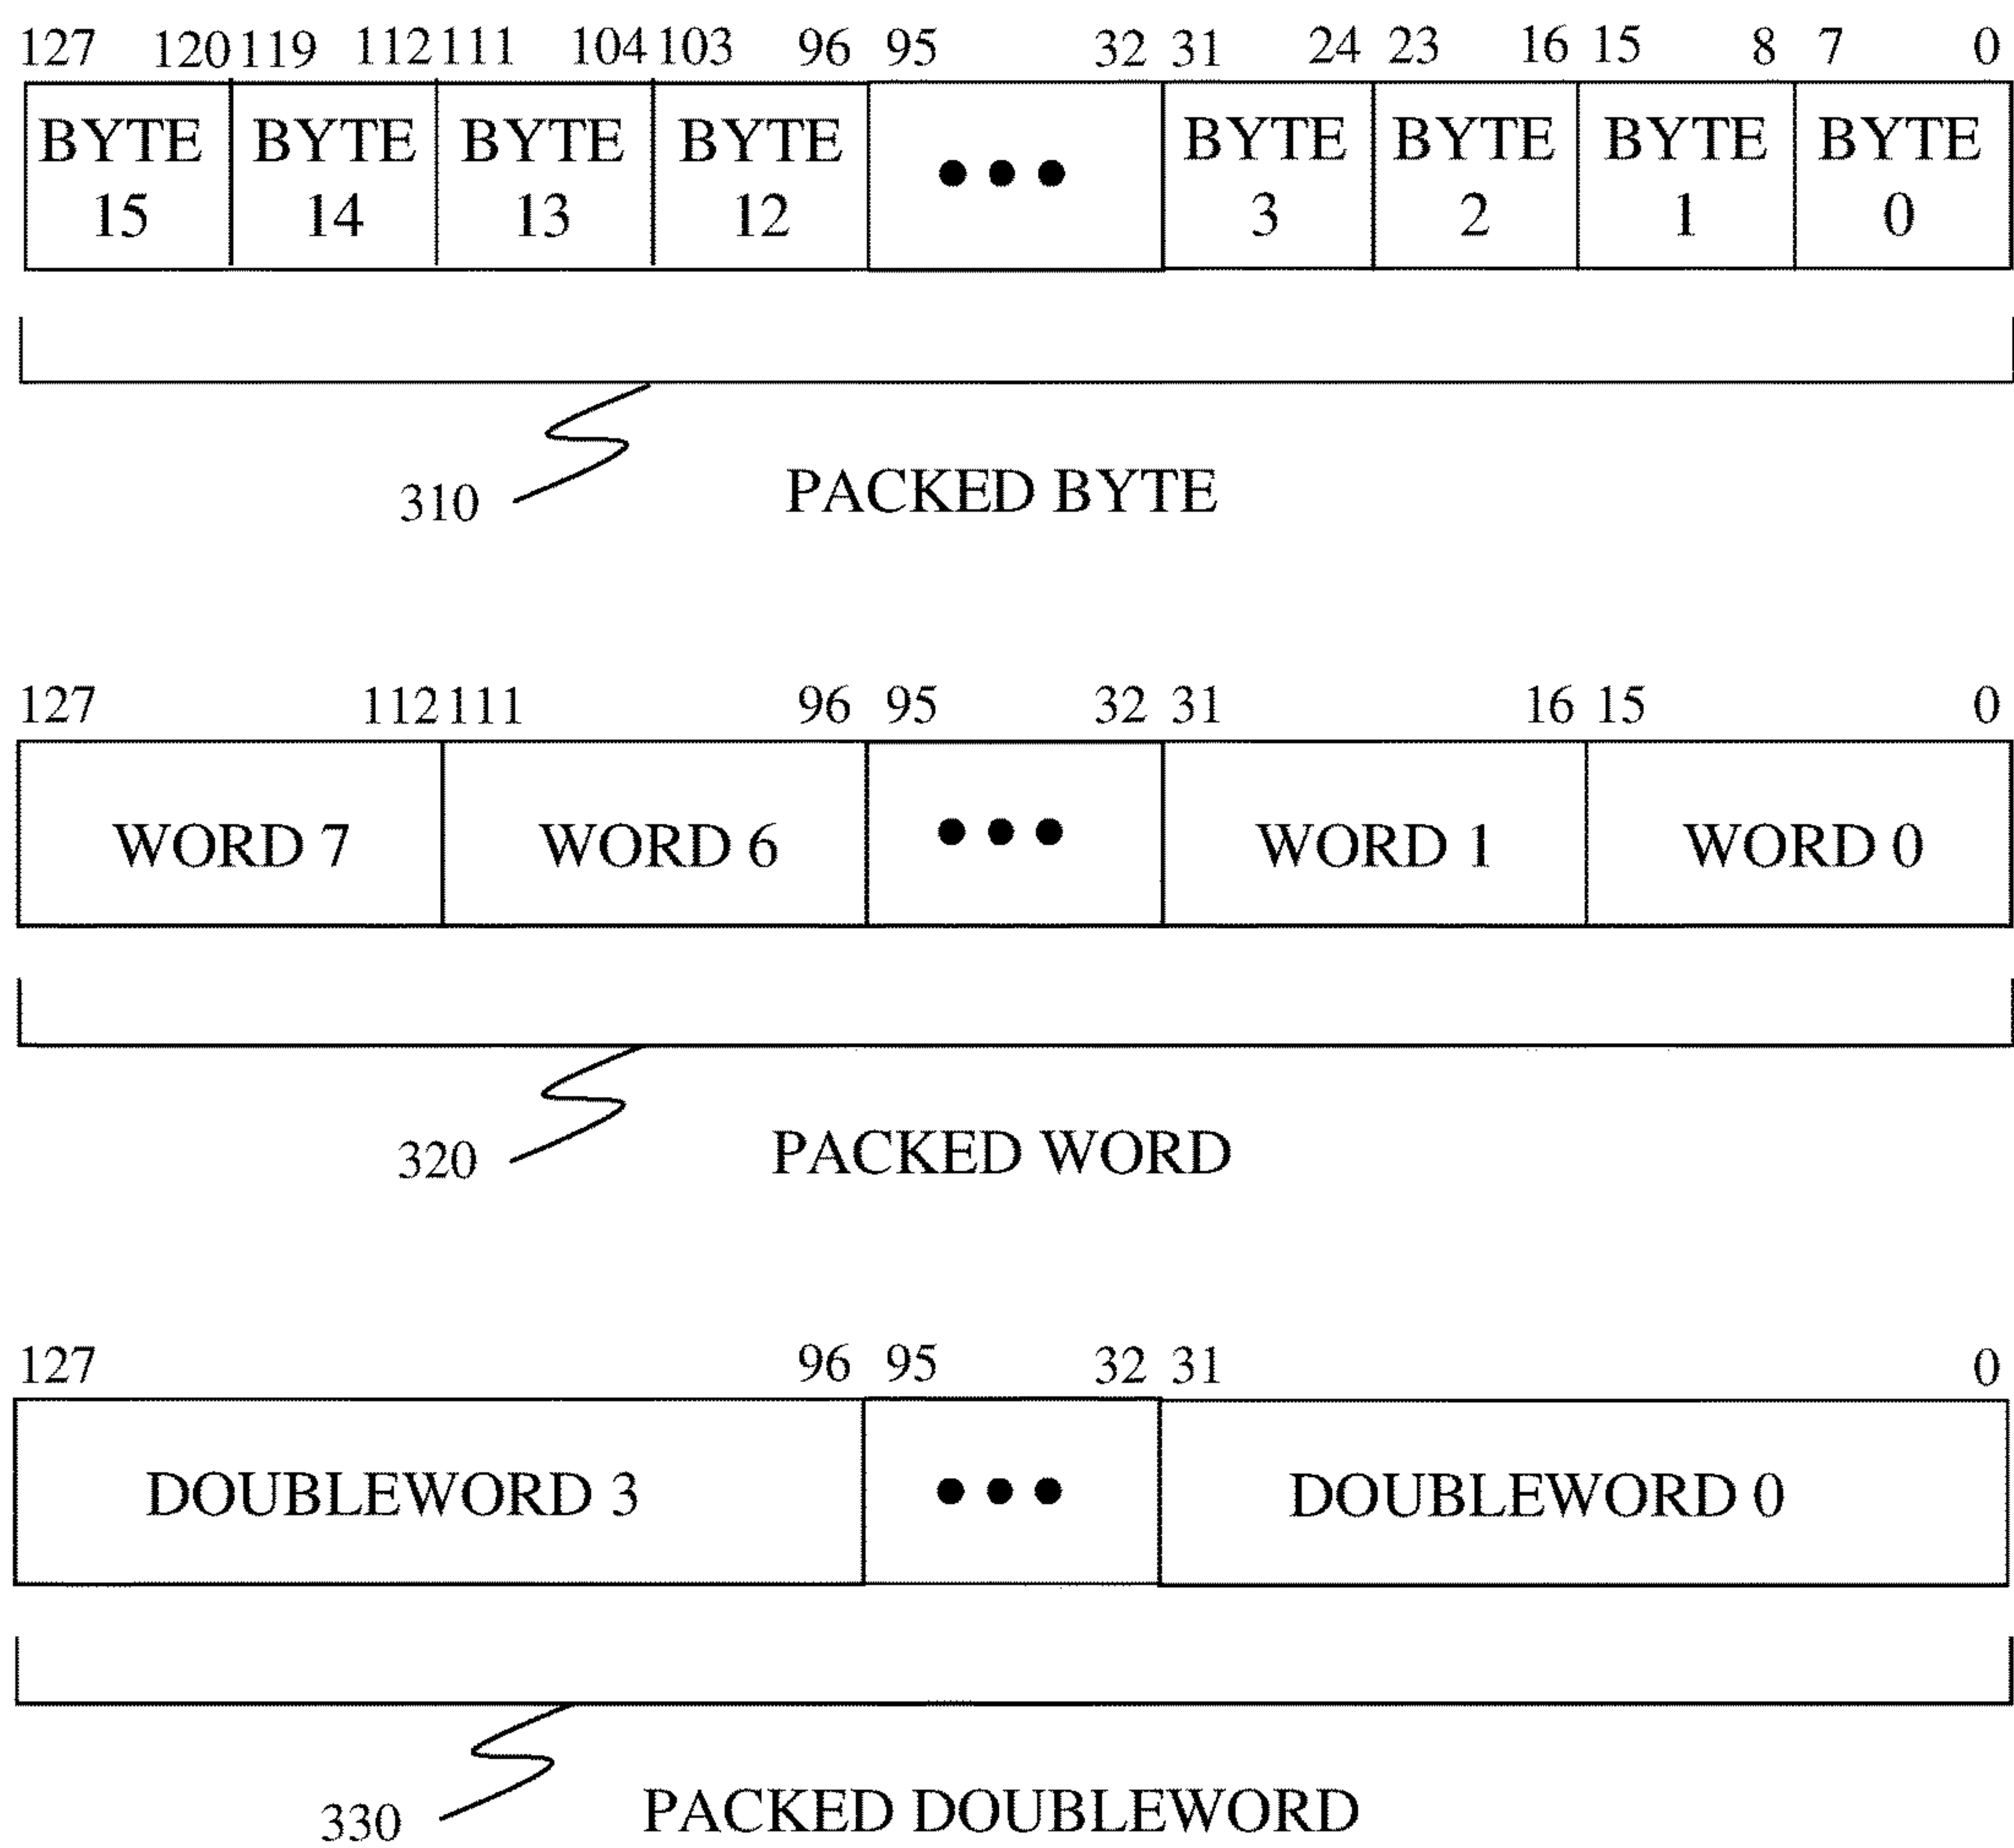 127 120 119 112 111 104 103 96 95 32 31 24 23 16 15 8 7 0
BYTE BYTE BYTE BYTE ••• BYTE BYTE BYTE BYTE
15 14 13 12 3 2 1 0
310 PACKED BYTE
127 112 111 96 95 32 31 16 15 0
WORD 7 WORD 6 ••• WORD 1 WORD 0
320 PACKED WORD
127 96 95 32 31 0
DOUBLEWORD 3 ••• DOUBLEWORD 0
330 PACKED DOUBLEWORD